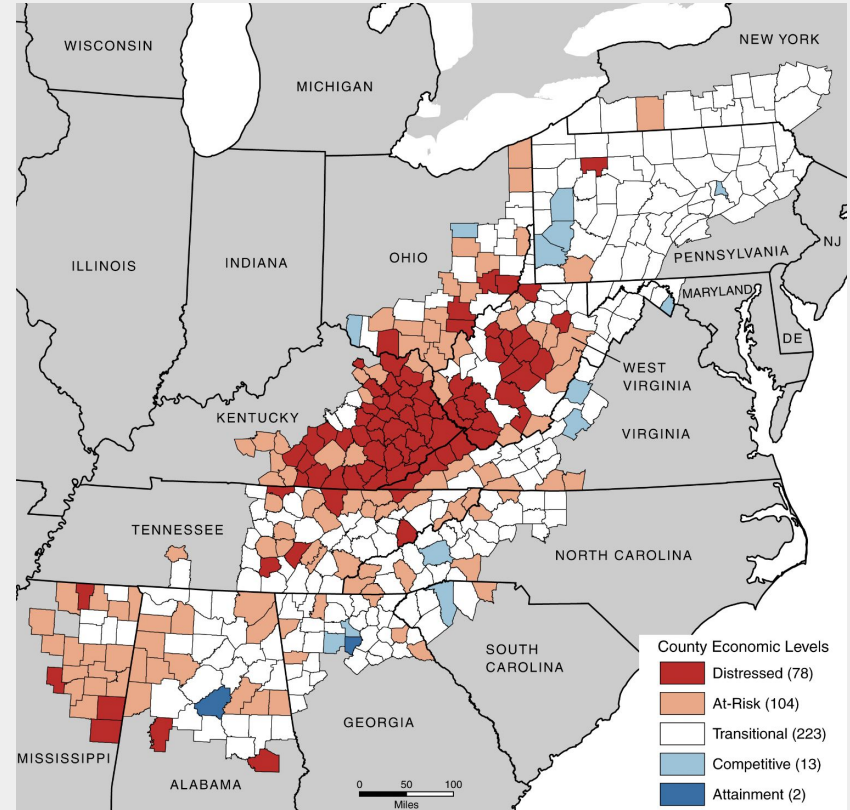 WISCONSIN
MICHIGAN
NEW YORK
ILLINOIS
INDIANA
OHIO
PENNSYLVANIA
NJ
MARYLAND
DE
WEST
VIRGINIA
KENTUCKY
VIRGINIA
TENNESSEE
NORTH CAROLINA
SOUTH
CAROLINA
GEORGIA
MISSISSIPPI
ALABAMA
County Economic Levels
Distressed (78)
At-Risk (104)
Transitional (223)
Competitive (13)
Attainment (2)
0 50 100
Miles